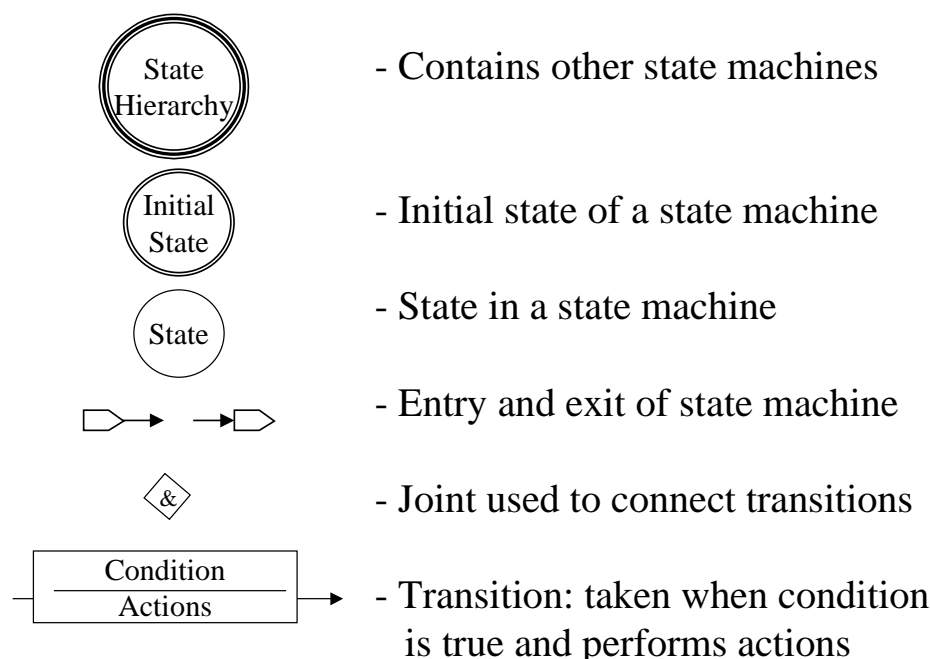 State
Hierarchy
- Contains other state machines
Initial
State
- Initial state of a state machine
State
- State in a state machine
- Entry and exit of state machine
&
- Joint used to connect transitions
Condition
Actions
- Transition: taken when condition
is true and performs actions